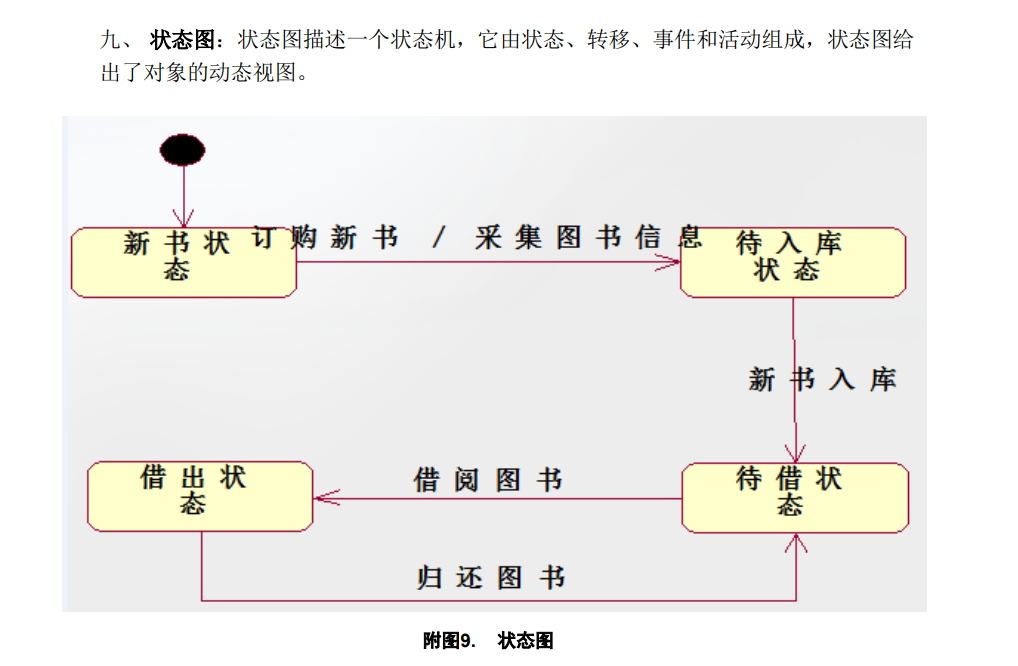 九、 状态图：状态图描述一个状态机，它由状态、转移、事件和活动组成，状态图给
出了对象的动态视图。
新书状
态
订购新书 / 采集图书信息
待入库
状态
新书入库
借出状
态
借阅图书
待借状
态
归还图书
附图9. 状态图